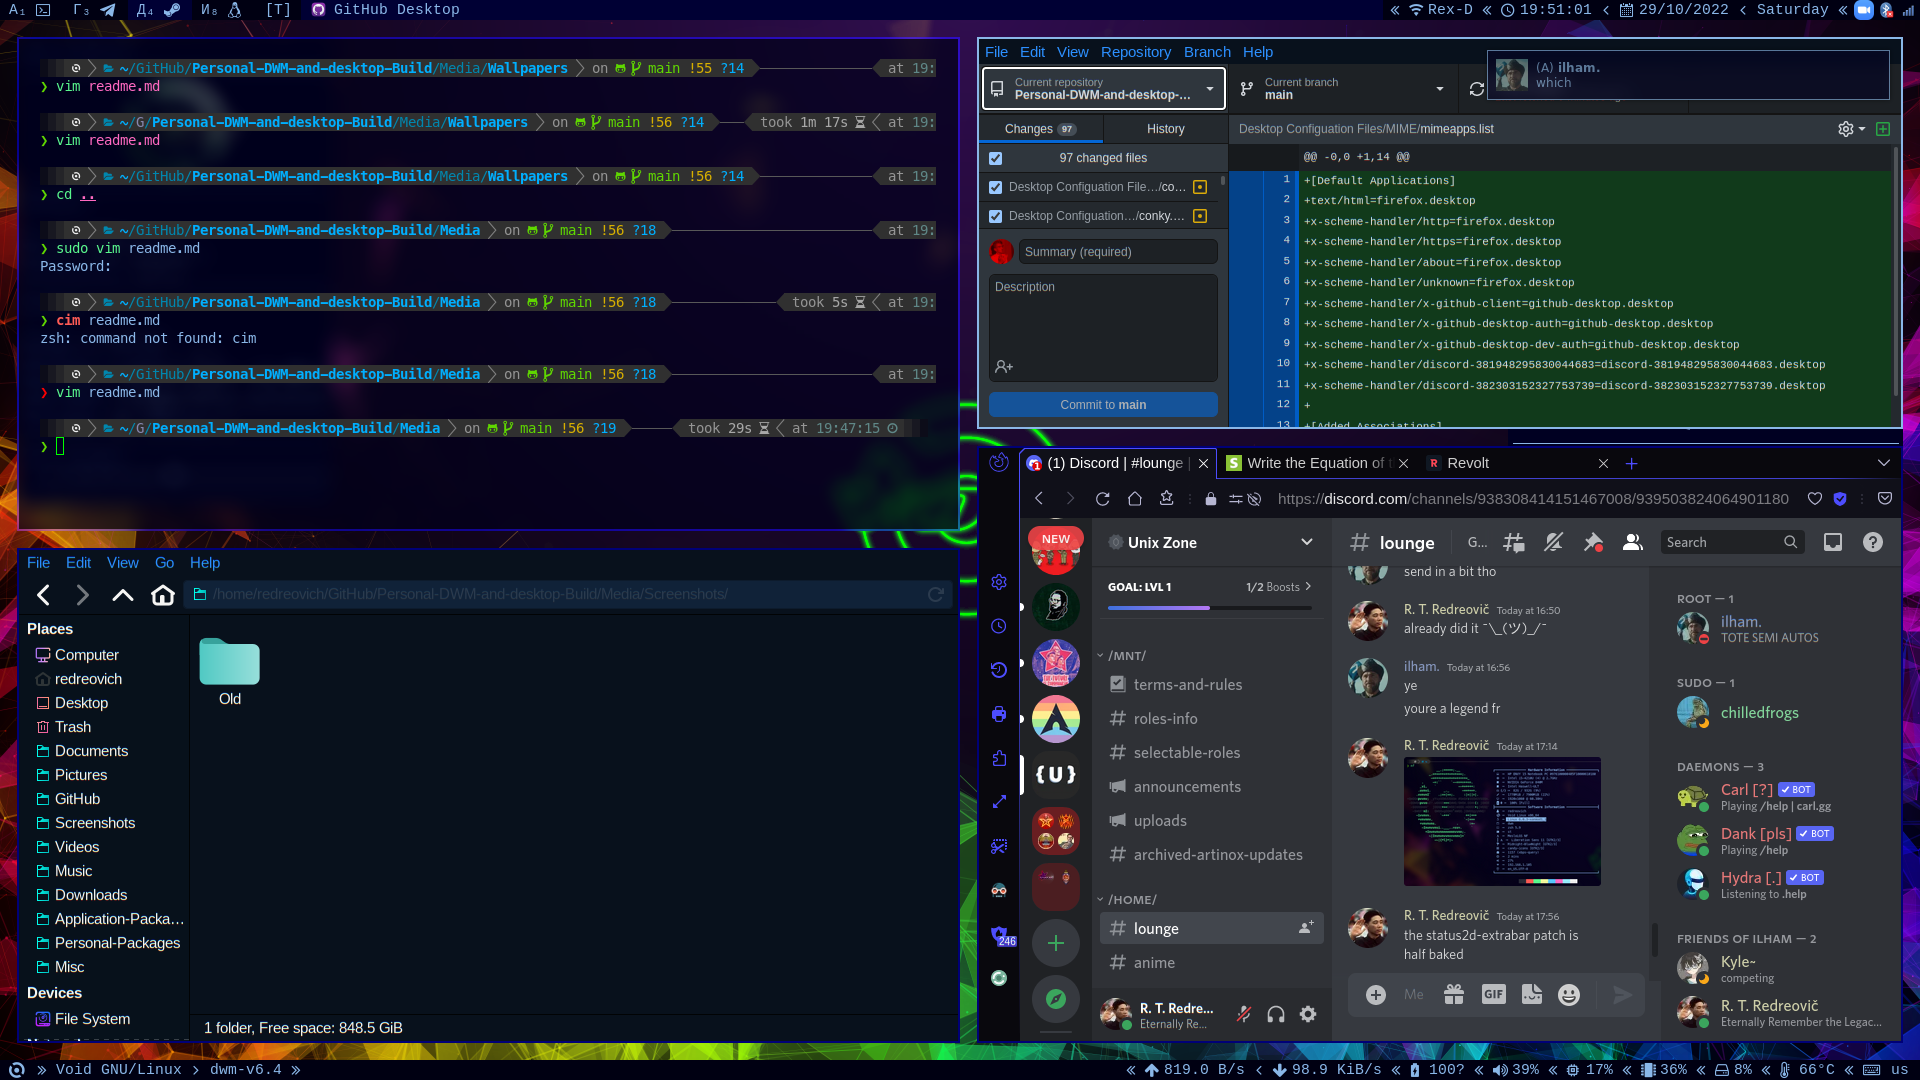 А₁ Г₃ Д₄ И₈ [T] GitHub Desktop
« Rex-D « 19:51:01 ‹ 29/10/2022 ‹ Saturday «
~/GitHub/Personal-DWM-and-desktop-Build/Media/Wallpapers on main !55 ?14 at 19:
❯ vim readme.md
~/G/Personal-DWM-and-desktop-Build/Media/Wallpapers on main !56 ?14 took 1m 17s at 19:
❯ vim readme.md
~/GitHub/Personal-DWM-and-desktop-Build/Media/Wallpapers on main !56 ?14 at 19:
❯ cd ..
~/GitHub/Personal-DWM-and-desktop-Build/Media on main !56 ?18 at 19:
❯ sudo vim readme.md
Password:
~/GitHub/Personal-DWM-and-desktop-Build/Media on main !56 ?18 took 5s at 19:
❯ cim readme.md
zsh: command not found: cim
~/GitHub/Personal-DWM-and-desktop-Build/Media on main !56 ?18 at 19:
❯ vim readme.md
~/G/Personal-DWM-and-desktop-Build/Media on main !56 ?19 took 29s at 19:47:15
❯
File Edit View Repository Branch Help
(A) ilham.
which
Current repository
Personal-DWM-and-desktop-...
Current branch
main
Changes 97
History
Desktop Configuation Files/MIME/mimeapps.list
97 changed files
Desktop Configuation File.../co...
Desktop Configuation.../conky....
Summary (required)
Description
Commit to main
@@ -0,0 +1,14 @@
1 +[Default Applications]
2 +text/html=firefox.desktop
3 +x-scheme-handler/http=firefox.desktop
4 +x-scheme-handler/https=firefox.desktop
5 +x-scheme-handler/about=firefox.desktop
6 +x-scheme-handler/unknown=firefox.desktop
7 +x-scheme-handler/x-github-client=github-desktop.desktop
8 +x-scheme-handler/x-github-desktop-auth=github-desktop.desktop
9 +x-scheme-handler/x-github-desktop-dev-auth=github-desktop.desktop
10 +x-scheme-handler/discord-381948295830044683=discord-381948295830044683.desktop
11 +x-scheme-handler/discord-382303152327753739=discord-382303152327753739.desktop
12 +
13 +[Added Associations]
File Edit View Go Help
/home/redreovich/GitHub/Personal-DWM-and-desktop-Build/Media/Screenshots/
Places
Computer
redreovich
Desktop
Trash
Documents
Pictures
GitHub
Screenshots
Videos
Music
Downloads
Application-Packa...
Personal-Packages
Misc
Devices
File System
Old
1 folder, Free space: 848.5 GiB
(1) Discord | #lounge |
Write the Equation of t
Revolt
https://discord.com/channels/938308414151467008/939503824064901180
246
NEW
{U}
Unix Zone
GOAL: LVL 1
1/2 Boosts
/MNT/
terms-and-rules
roles-info
selectable-roles
announcements
uploads
archived-artinox-updates
/HOME/
lounge
anime
R. T. Redre...
Eternally Re...
lounge
G...
Search
send in a bit tho
R. T. Redreovič Today at 16:50
already did it ¯\_(ツ)_/¯
ilham. Today at 16:56
ye
youre a legend fr
R. T. Redreovič Today at 17:14
R. T. Redreovič Today at 17:56
the status2d-extrabar patch is
half baked
Me
GIF
ROOT — 1
ilham.
TOTE SEMI AUTOS
SUDO — 1
chilledfrogs
DAEMONS — 3
Carl [?] BOT
Playing /help | carl.gg
Dank [pls] BOT
Playing /help
Hydra [.] BOT
Listening to .help
FRIENDS OF ILHAM — 2
Kyle~
competing
R. T. Redreovič
Eternally Remember the Legac...
» Void GNU/Linux › dwm-v6.4 »
« 819.0 B/s ‹ 98.9 KiB/s « 100? « 39% « 17% « 36% « 8% « 66°C « us